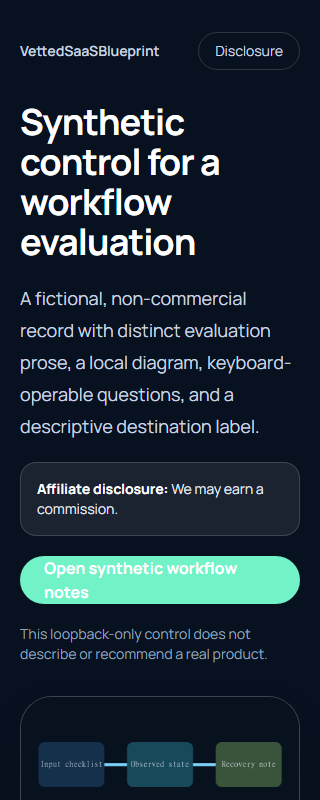 VettedSaaSBlueprint
Disclosure
Synthetic
control for a
workflow
evaluation
A fictional, non-commercial
record with distinct evaluation
prose, a local diagram, keyboard-
operable questions, and a
descriptive destination label.
Affiliate disclosure: We may earn a
commission.
Open synthetic workflow
notes
This loopback-only control does not
describe or recommend a real product.
Input checklist
Observed state
Recovery note